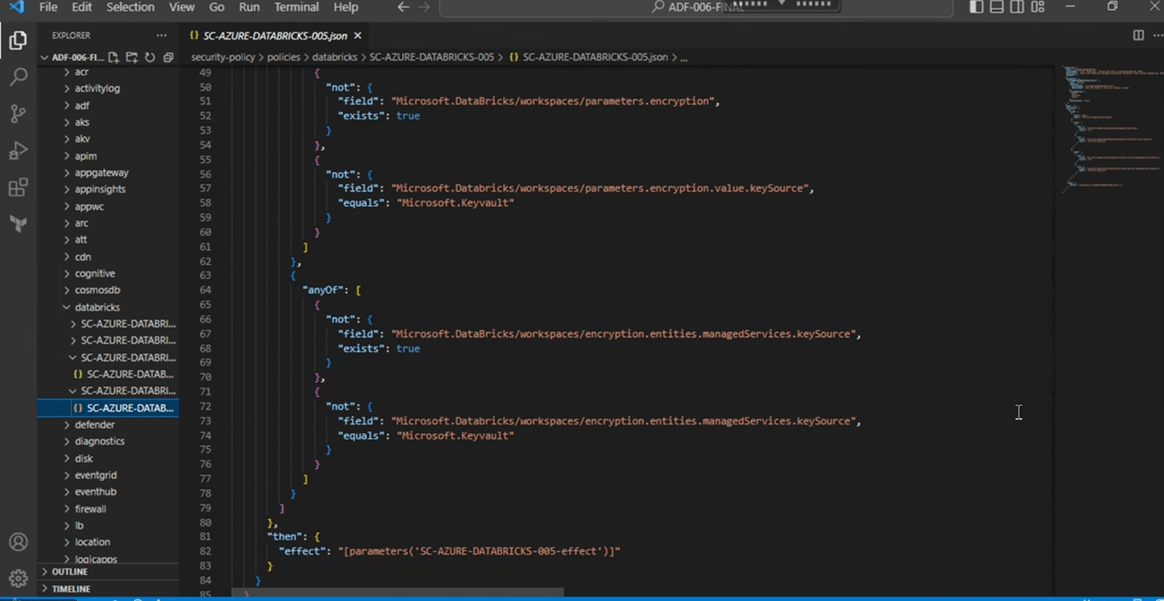 File Edit Selection View Go Run Terminal Help
ADF-006-FINAL
EXPLORER
SC-AZURE-DATABRICKS-005.json
ADF-006-FI...
security-policy > policies > databricks > SC-AZURE-DATABRICKS-005 > {} SC-AZURE-DATABRICKS-005.json > ...
acr
activitylog
adf
aks
akv
apim
appgateway
appinsights
appwc
arc
att
cdn
cognitive
cosmosdb
databricks
SC-AZURE-DATABRI...
SC-AZURE-DATABRI...
SC-AZURE-DATABRI...
{} SC-AZURE-DATAB...
SC-AZURE-DATABRI...
{} SC-AZURE-DATAB...
defender
diagnostics
disk
eventgrid
eventhub
firewall
lb
location
logicapps
OUTLINE
TIMELINE
49 {
50 "not": {
51 "field": "Microsoft.DataBricks/workspaces/parameters.encryption",
52 "exists": true
53 }
54 },
55 {
56 "not": {
57 "field": "Microsoft.Databricks/workspaces/parameters.encryption.value.keySource",
58 "equals": "Microsoft.Keyvault"
59 }
60 }
61 ]
62 },
63 {
64 "anyOf": [
65 {
66 "not": {
67 "field": "Microsoft.DataBricks/workspaces/encryption.entities.managedServices.keySource",
68 "exists": true
69 }
70 },
71 {
72 "not": {
73 "field": "Microsoft.DataBricks/workspaces/encryption.entities.managedServices.keySource",
74 "equals": "Microsoft.Keyvault"
75 }
76 }
77 ]
78 }
79 ]
80 },
81 "then": {
82 "effect": "[parameters('SC-AZURE-DATABRICKS-005-effect')]"
83 }
84 }
85 }